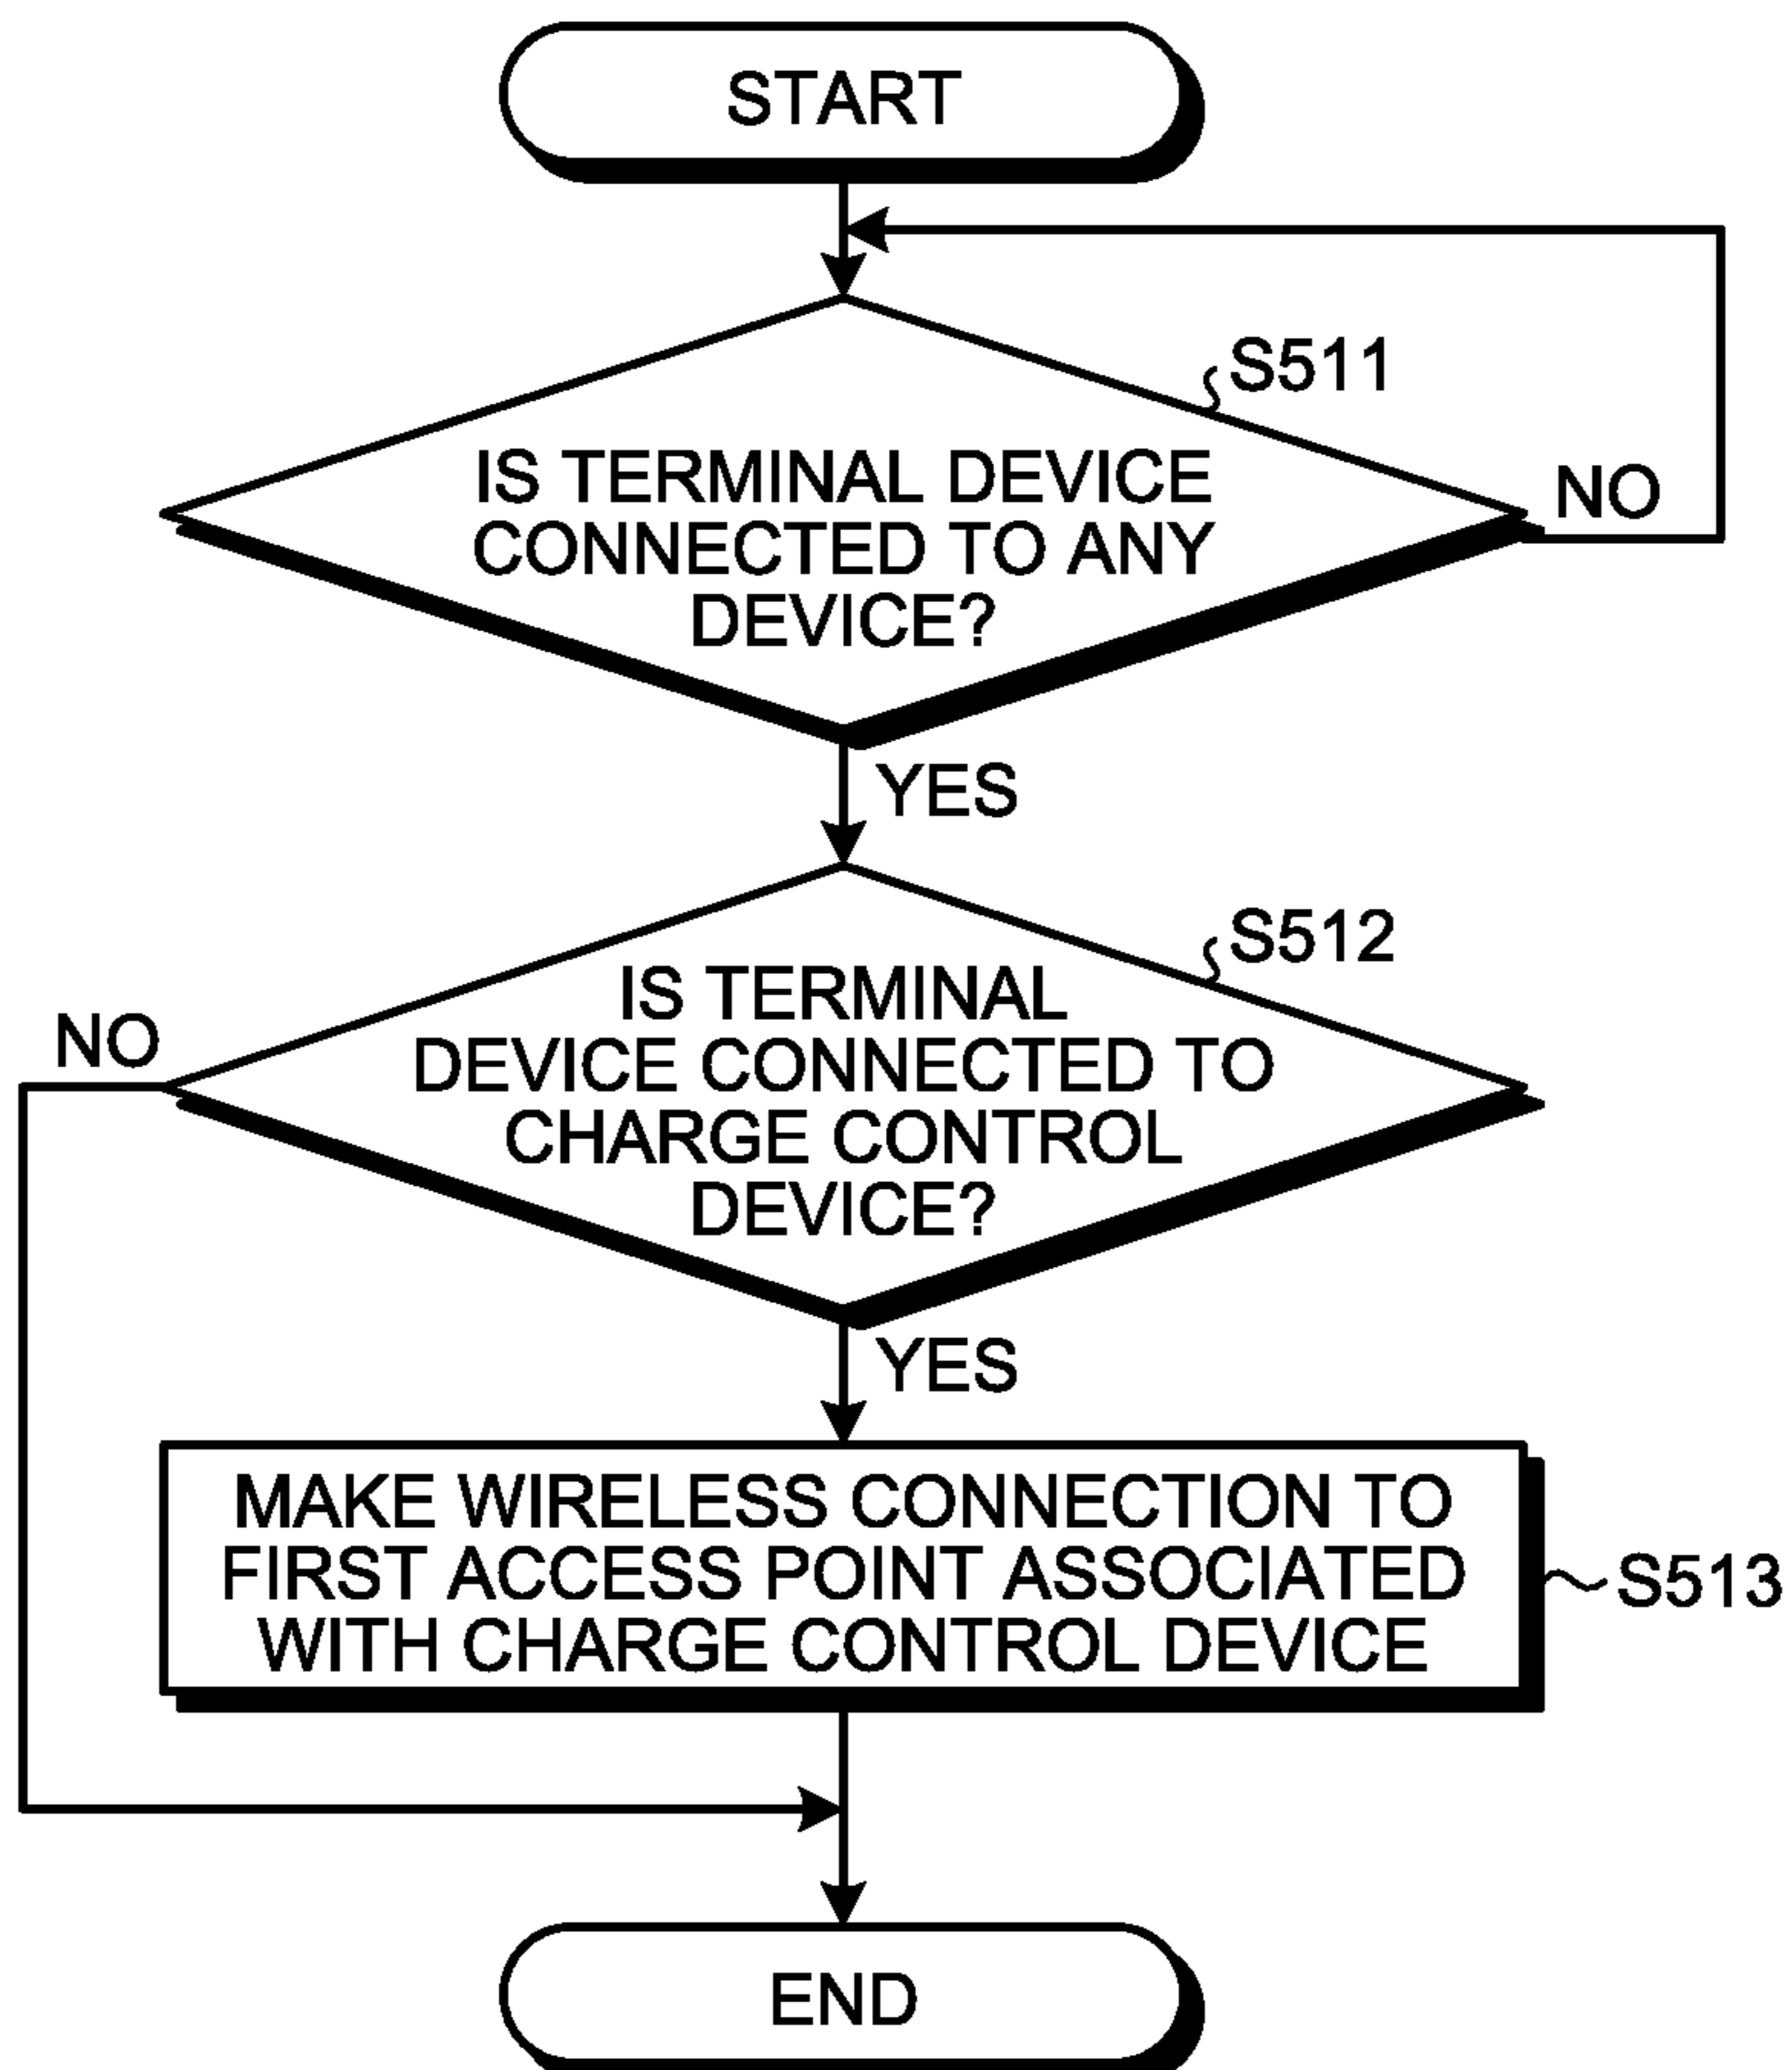 START
S511
IS TERMINAL DEVICE
CONNECTED TO ANY
DEVICE?
NO
YES
S512
IS TERMINAL
DEVICE CONNECTED TO
CHARGE CONTROL
DEVICE?
NO
YES
MAKE WIRELESS CONNECTION TO
FIRST ACCESS POINT ASSOCIATED
WITH CHARGE CONTROL DEVICE
S513
END